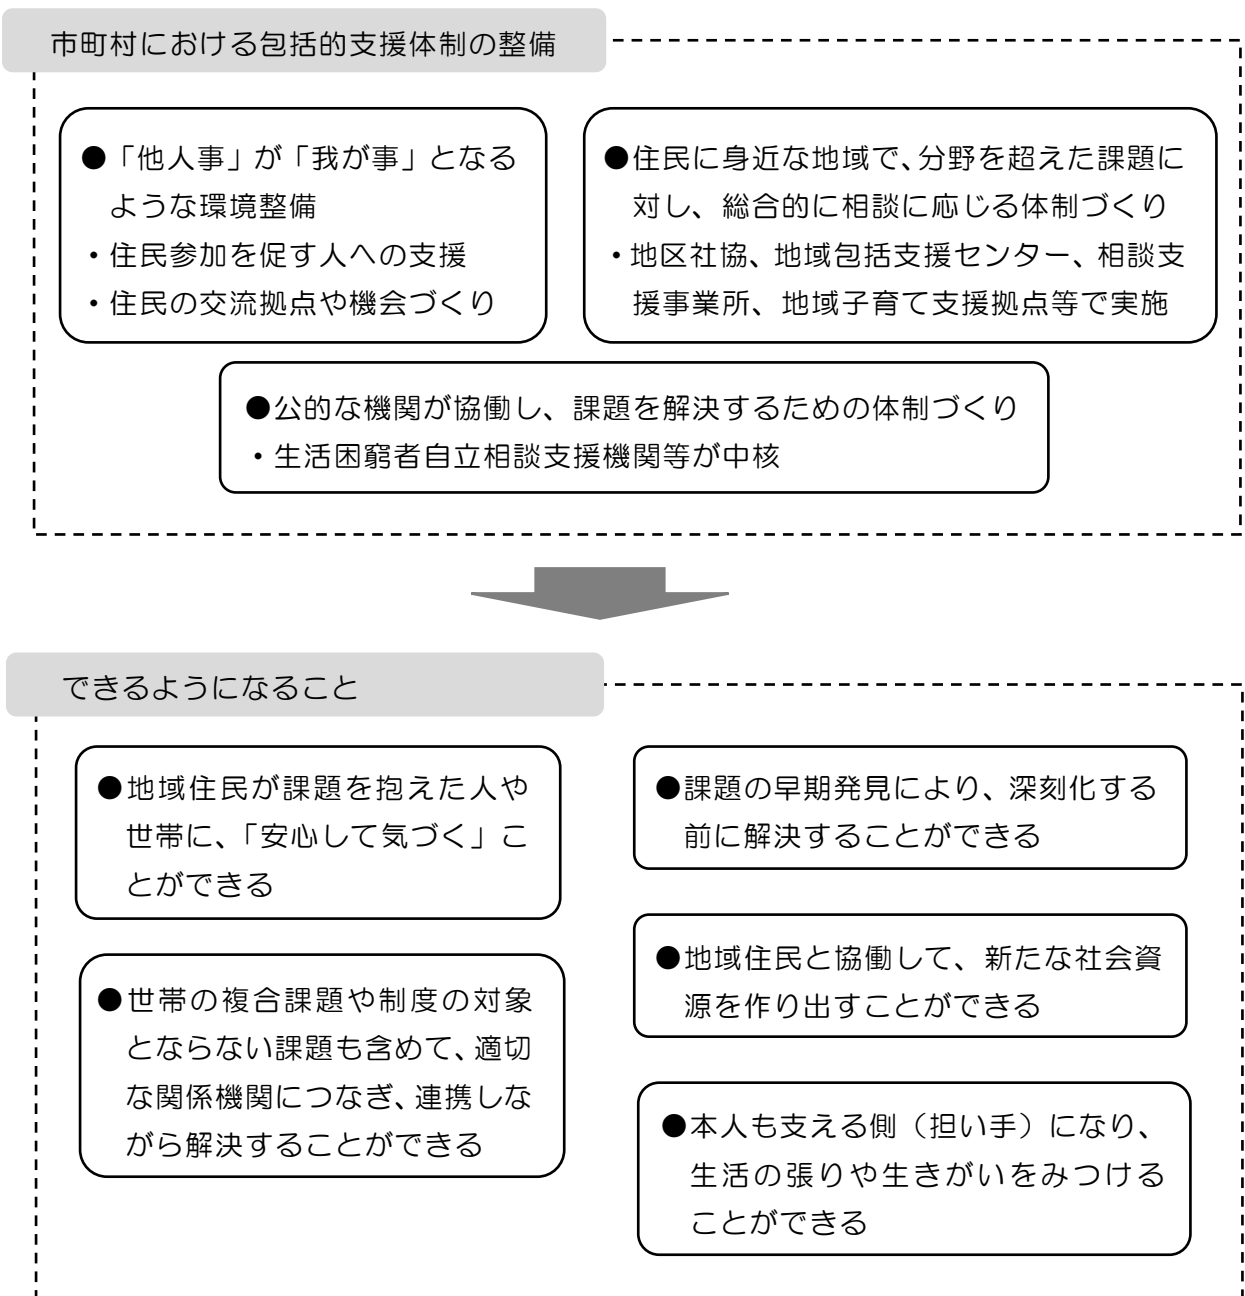 市町村における包括的支援体制の整備
●「他人事」が「我が事」となる
ような環境整備
・住民参加を促す人への支援
・住民の交流拠点や機会づくり
●住民に身近な地域で、分野を超えた課題に
対し、総合的に相談に応じる体制づくり
・地区社協、地域包括支援センター、相談支
援事業所、地域子育て支援拠点等で実施
●公的な機関が協働し、課題を解決するための体制づくり
・生活困窮者自立相談支援機関等が中核
できるようになること
●地域住民が課題を抱えた人や
世帯に、「安心して気づく」こ
とができる
●世帯の複合課題や制度の対象
とならない課題も含めて、適切
な関係機関につなぎ、連携しな
がら解決することができる
●課題の早期発見により、深刻化する
前に解決することができる
●地域住民と協働して、新たな社会資
源を作り出すことができる
●本人も支える側（担い手）になり、
生活の張りや生きがいをみつける
ことができる